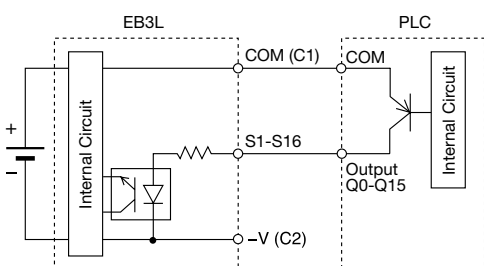 EB3L
PLC
COM (C1)
COM
Internal Circuit
+
−
S1-S16
Output
Q0-Q15
Internal Circuit
−V (C2)